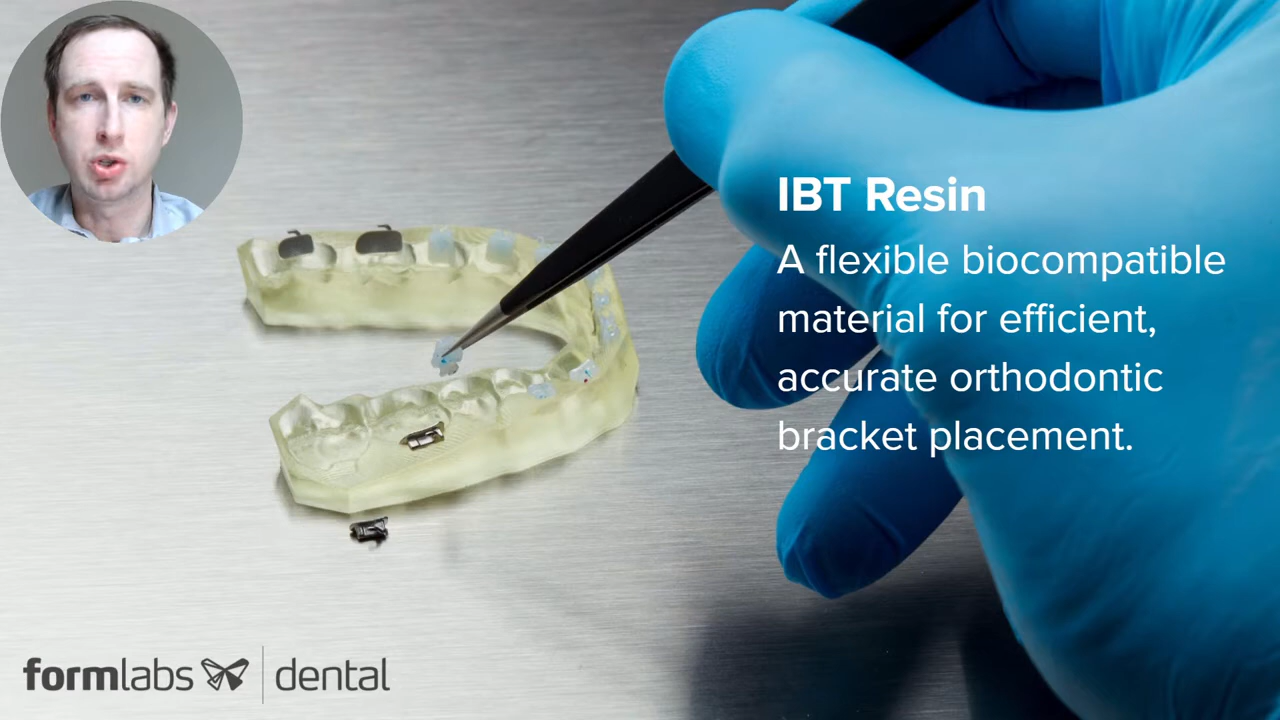 IBT Resin
A flexible biocompatible
material for efficient,
accurate orthodontic
bracket placement.
formlabs dental